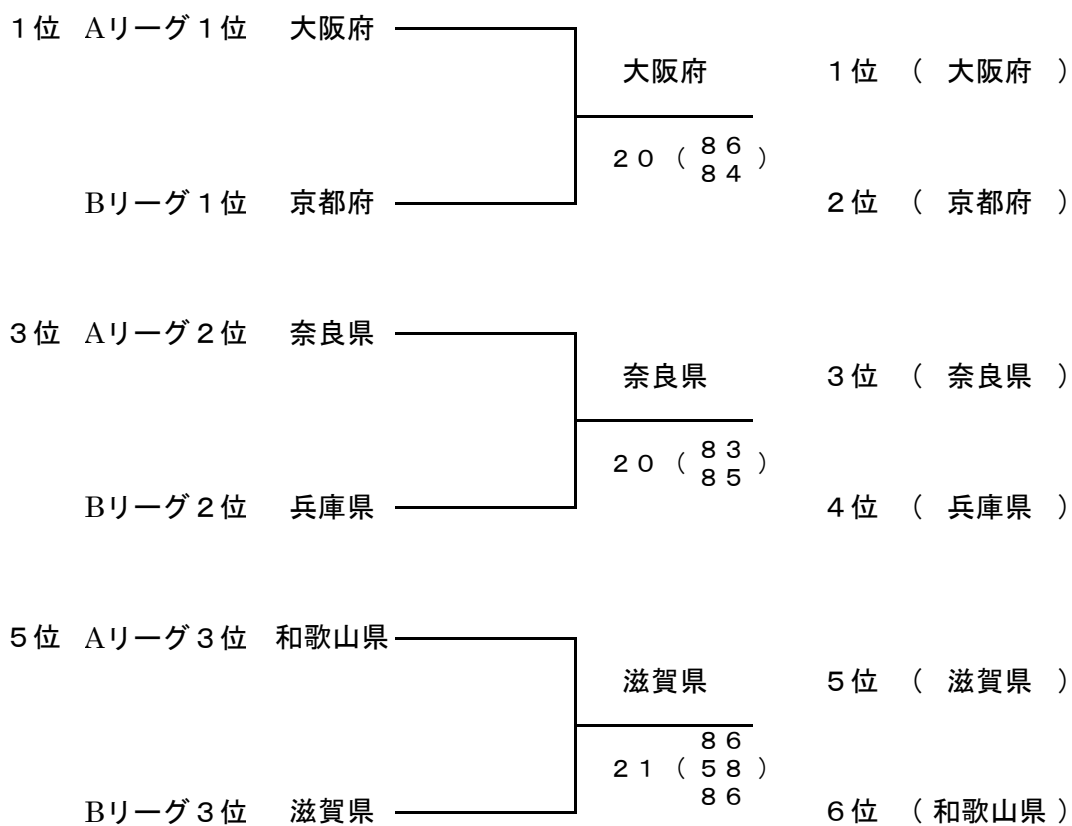 １位 Aリーグ１位 大阪府
大阪府 １位 （ 大阪府 ）
２０（ ８６
８４ ）
Bリーグ１位 京都府
２位 （ 京都府 ）
３位 Aリーグ２位 奈良県
奈良県 ３位 （ 奈良県 ）
２０（ ８３
８５ ）
Bリーグ２位 兵庫県
４位 （ 兵庫県 ）
５位 Aリーグ３位 和歌山県
滋賀県 ５位 （ 滋賀県 ）
８６
２１（ ５８ ）
８６
Bリーグ３位 滋賀県
６位 （ 和歌山県 ）